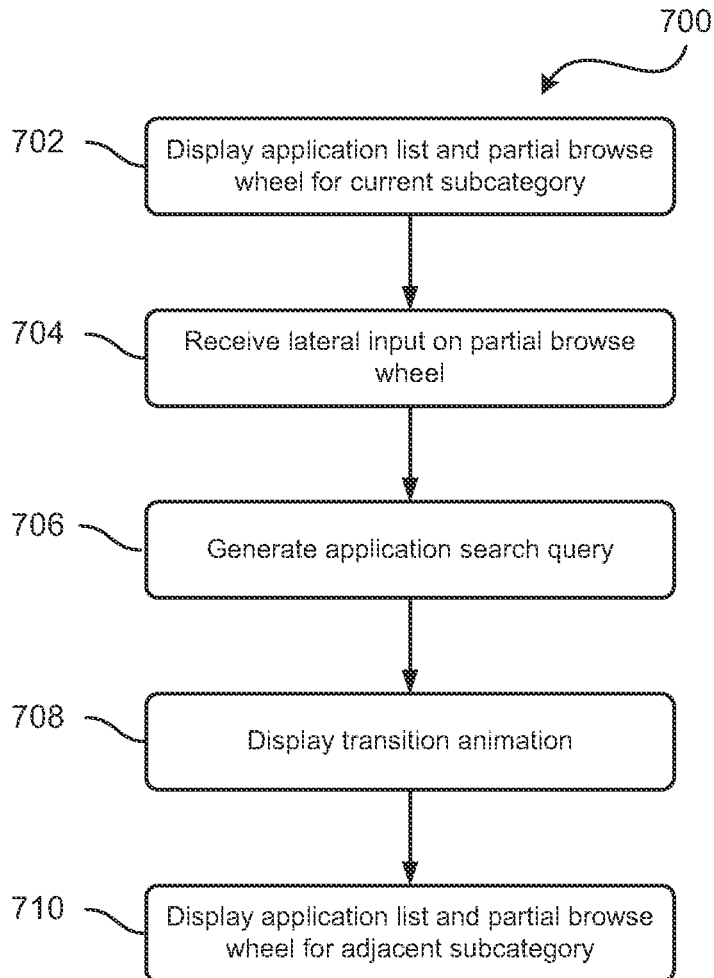 700
702
Display application list and partial browse
wheel for current subcategory
704
Receive lateral input on partial browse
wheel
706
Generate application search query
708
Display transition animation
710
Display application list and partial browse
wheel for adjacent subcategory